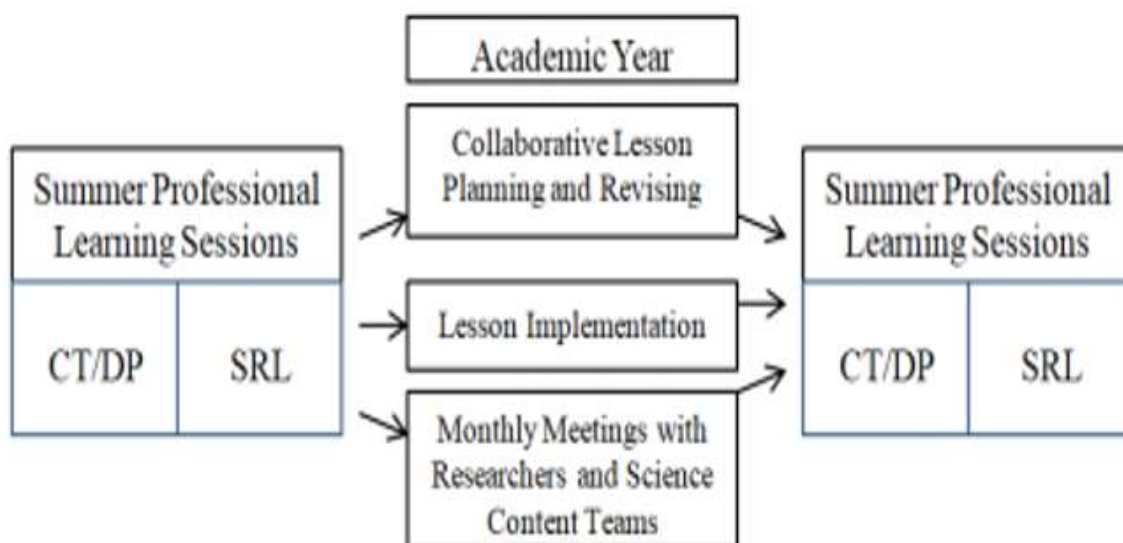 Academic Year
Summer Professional
Learning Sessions
CT/DP
SRL
Collaborative Lesson
Planning and Revising
Lesson Implementation
Monthly Meetings with
Researchers and Science
Content Teams
Summer Professional
Learning Sessions
CT/DP
SRL